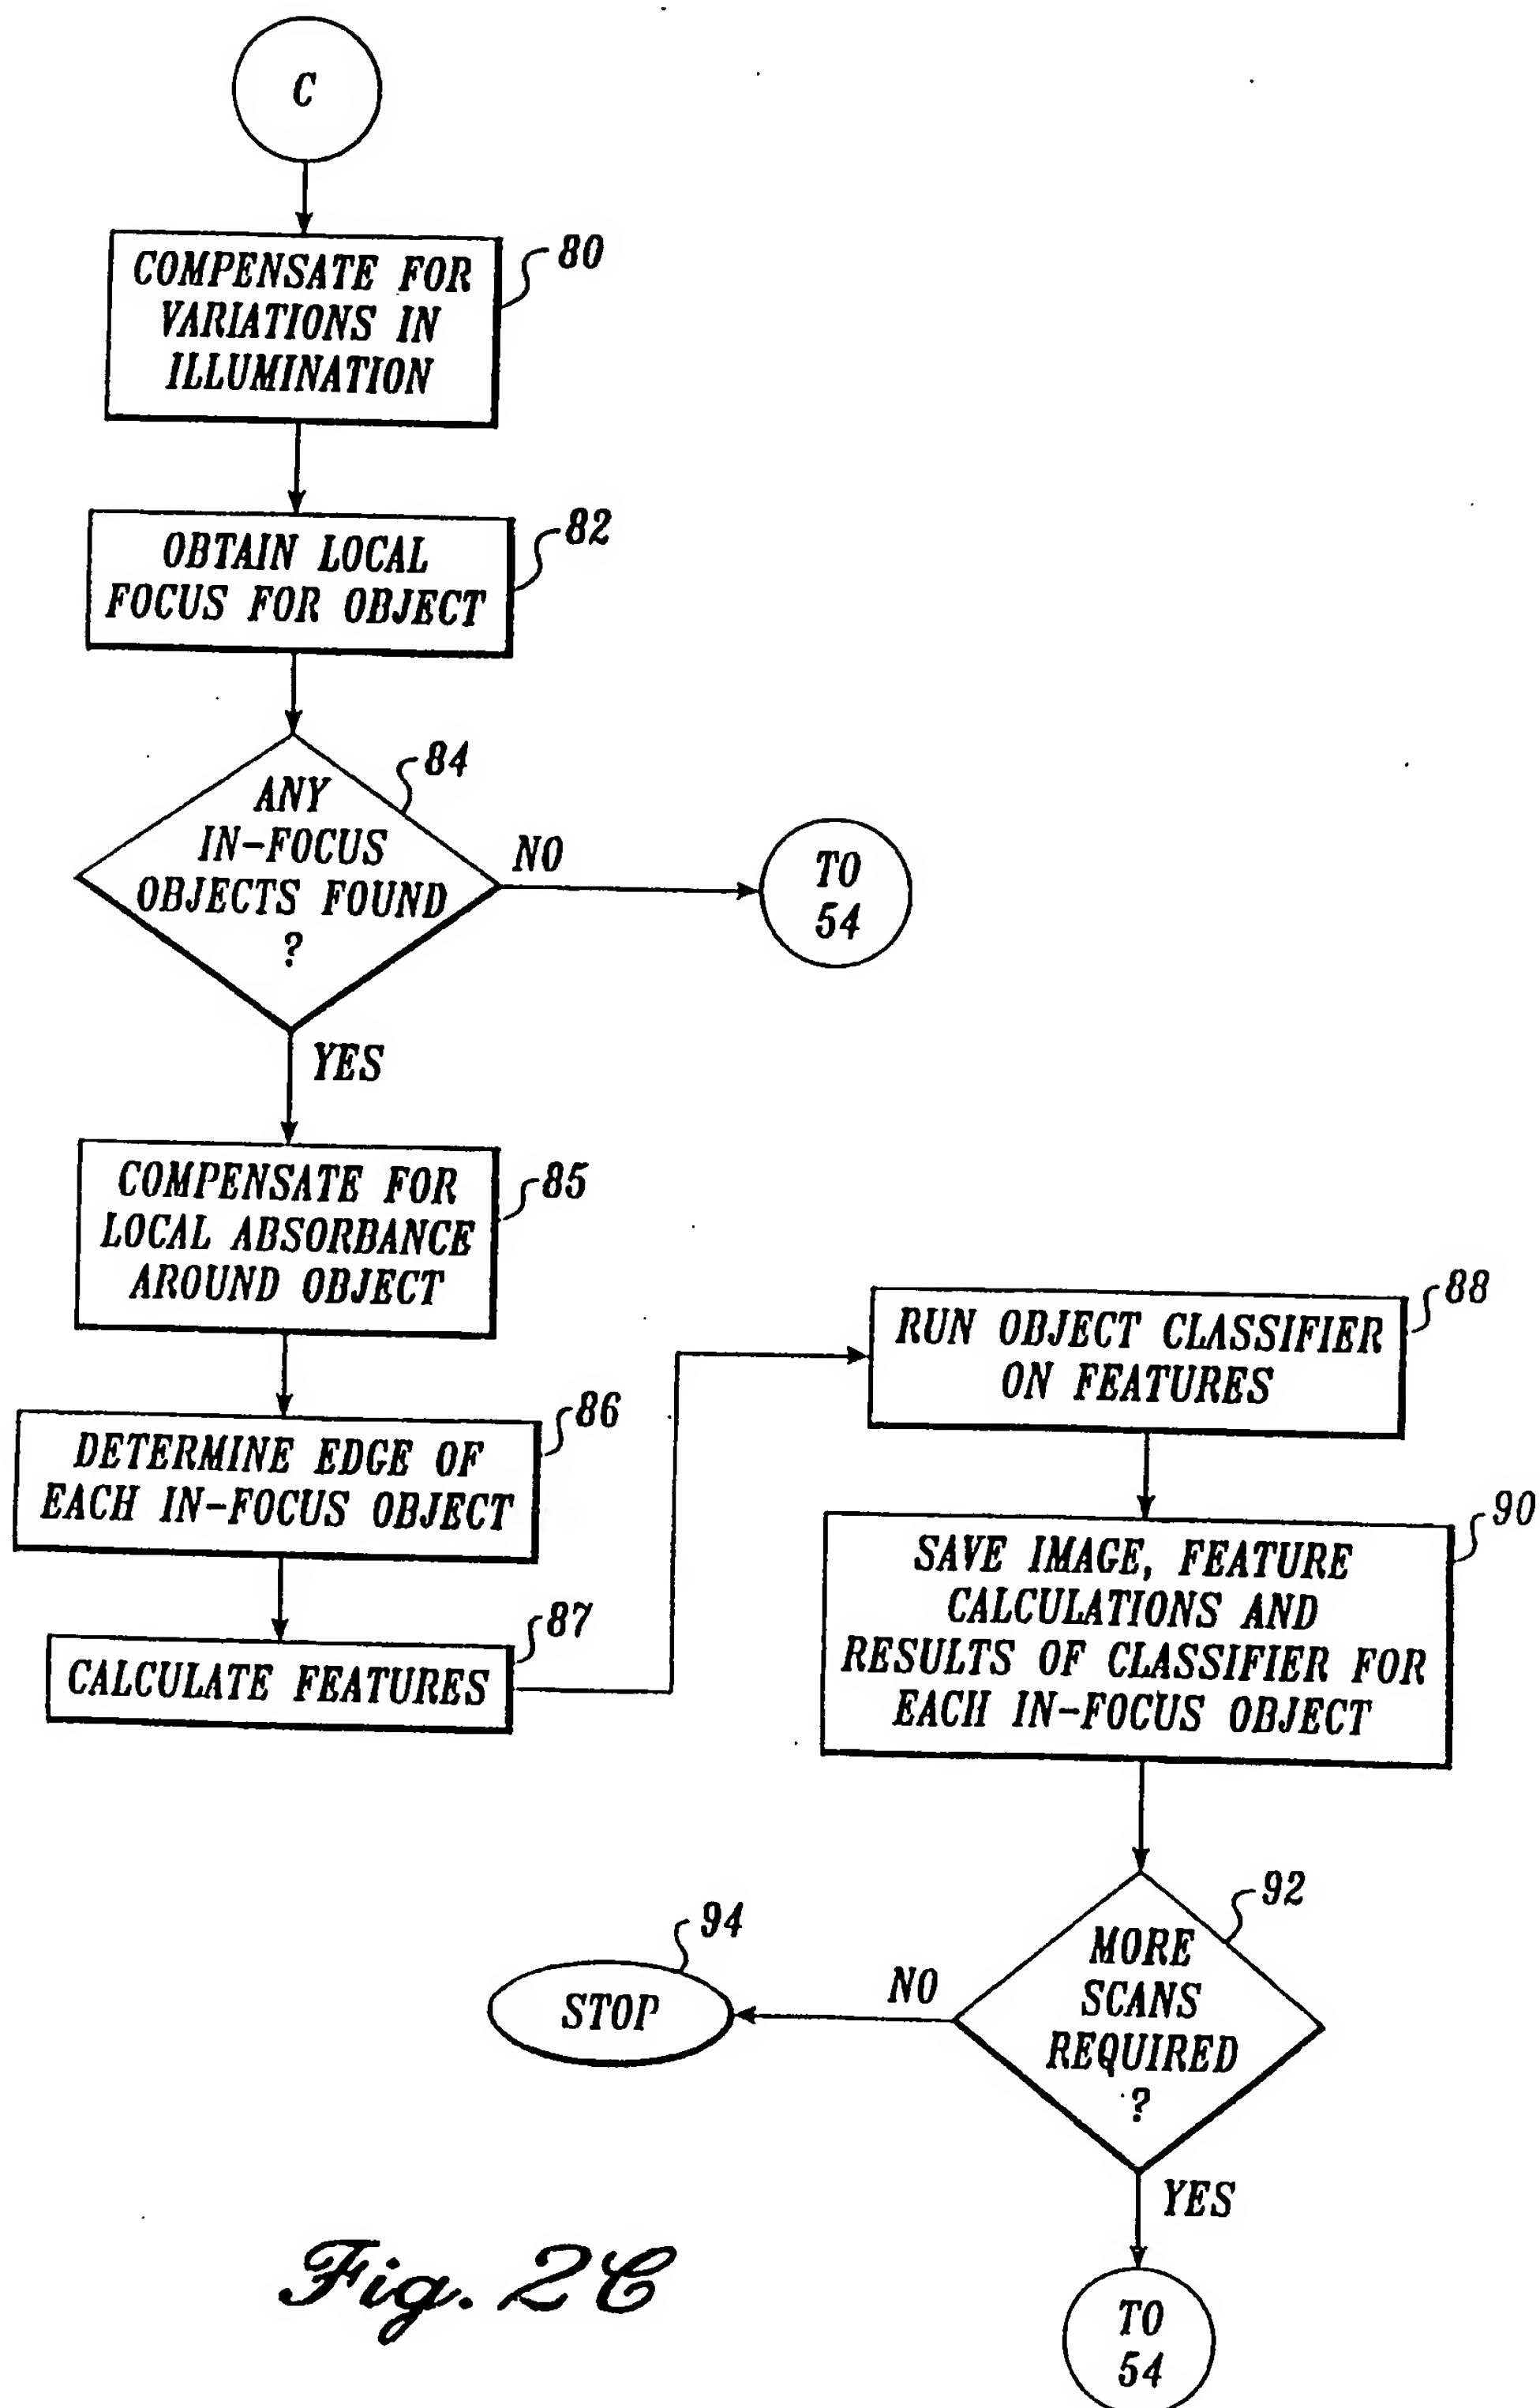 C
COMPENSATE FOR
VARIATIONS IN
ILLUMINATION
80
OBTAIN LOCAL
FOCUS FOR OBJECT
82
ANY
IN-FOCUS
OBJECTS FOUND
?
84
NO
TO
54
YES
COMPENSATE FOR
LOCAL ABSORBANCE
AROUND OBJECT
85
DETERMINE EDGE OF
EACH IN-FOCUS OBJECT
86
CALCULATE FEATURES
87
RUN OBJECT CLASSIFIER
ON FEATURES
88
SAVE IMAGE, FEATURE
CALCULATIONS AND
RESULTS OF CLASSIFIER FOR
EACH IN-FOCUS OBJECT
90
MORE
SCANS
REQUIRED
?
92
NO
STOP
94
YES
TO
54
Fig. 2C